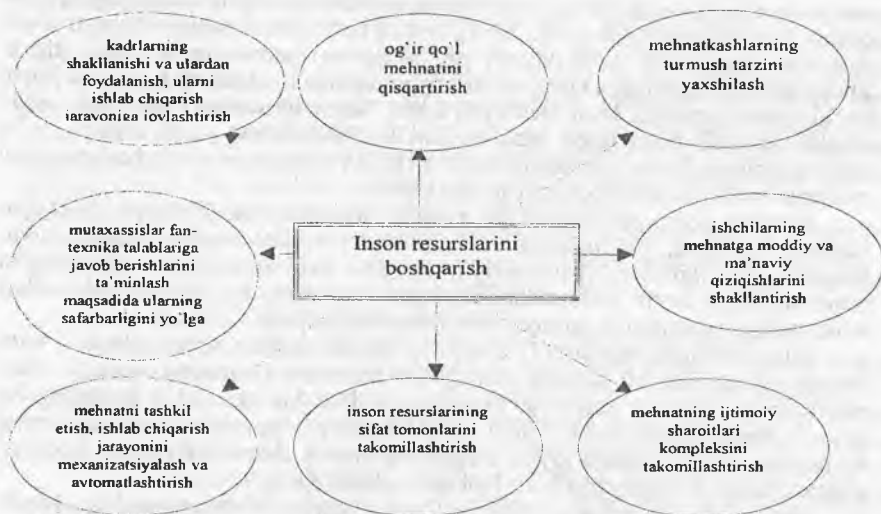 kadrlarning
shakllanishi va ulardan
foydalanish, ularni
ishlab chiqarish
jarayoniga joylashtirish
og`ir qo`l
mehnatini
qisqartirish
mehnatkashlarning
turmush tarzini
yaxshilash
mutaxassislar fan-
texnika talablariga
javob berishlarini
ta'minlash
maqsadida ularning
safarbarligini yo`lga
Inson resurslarini
boshqarish
ishchilarning
mehnatga moddiy va
ma'naviy
qiziqishlarini
shakllantirish
mehnatni tashkil
etish, ishlab chiqarish
jarayonini
mexanizatsiyalash va
avtomatlashtirish
inson resurslarining
sifat tomonlarini
takomillashtirish
mehnatning ijtimoiy
sharoitlari
kompleksini
takomillashtirish